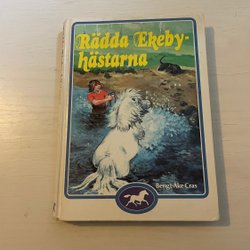 Rädda Ekeby-
hästarna
Bengt-Åke Cras